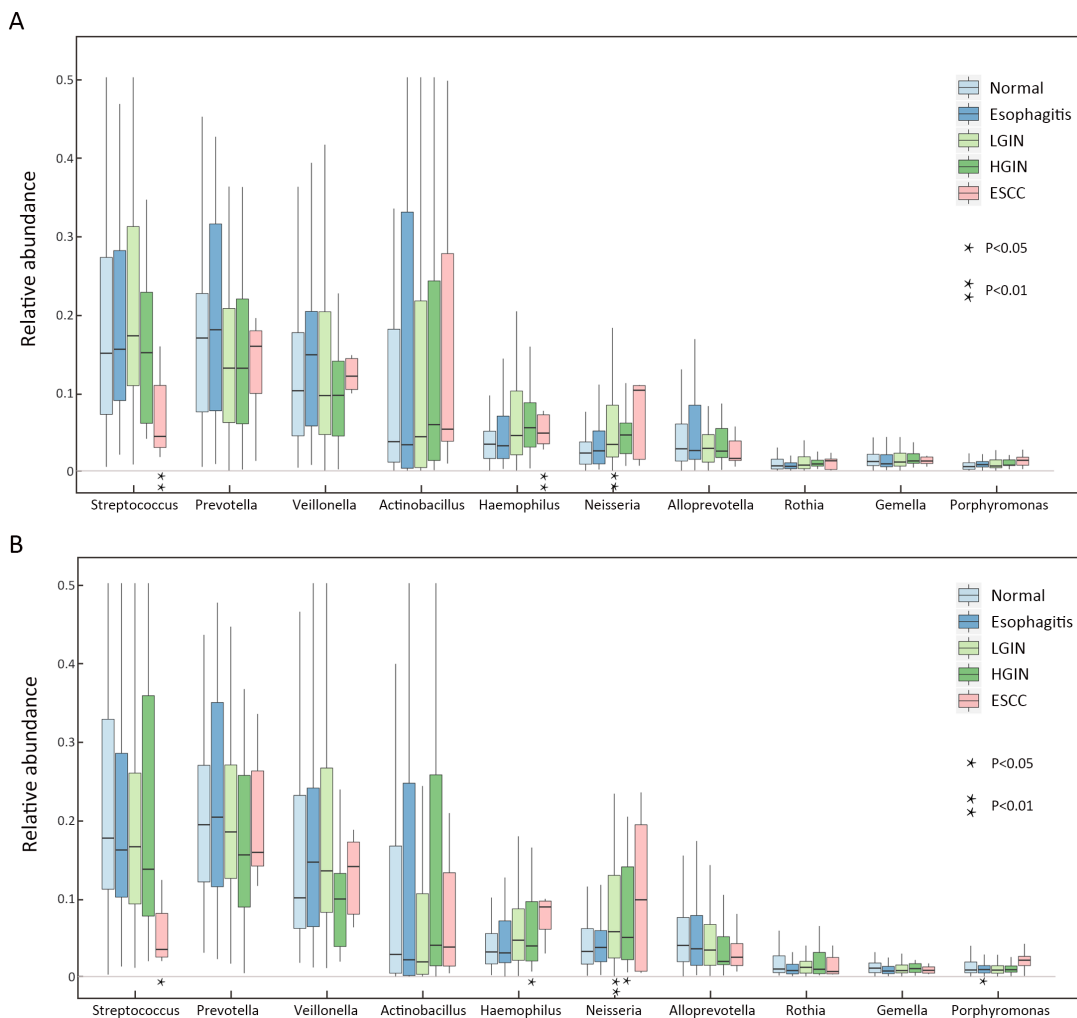 A
0.5
0.4
0.3
0.2
0.1
0
Relative abundance
Normal
Esophagitis
LGIN
HGIN
ESCC
P<0.05
P<0.01
Streptococcus Prevotella Veillonella Actinobacillus Haemophilus Neisseria Alloprevotella Rothia Gemella Porphyromonas
B
0.5
0.4
0.3
0.2
0.1
0
Relative abundance
Normal
Esophagitis
LGIN
HGIN
ESCC
P<0.05
P<0.01
Streptococcus Prevotella Veillonella Actinobacillus Haemophilus Neisseria Alloprevotella Rothia Gemella Porphyromonas